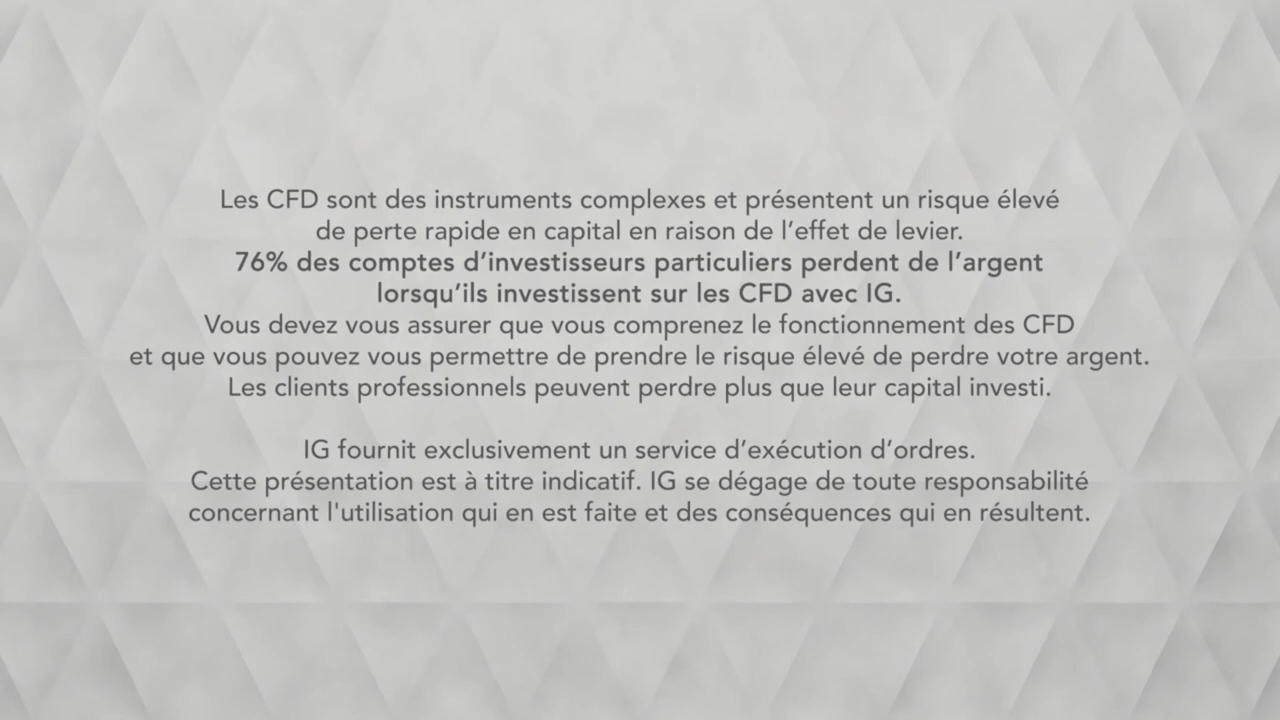 Les CFD sont des instruments complexes et présentent un risque élevé
de perte rapide en capital en raison de l’effet de levier.
76% des comptes d’investisseurs particuliers perdent de l’argent
lorsqu’ils investissent sur les CFD avec IG.
Vous devez vous assurer que vous comprenez le fonctionnement des CFD
et que vous pouvez vous permettre de prendre le risque élevé de perdre votre argent.
Les clients professionnels peuvent perdre plus que leur capital investi.
IG fournit exclusivement un service d’exécution d’ordres.
Cette présentation est à titre indicatif. IG se dégage de toute responsabilité
concernant l'utilisation qui en est faite et des conséquences qui en résultent.